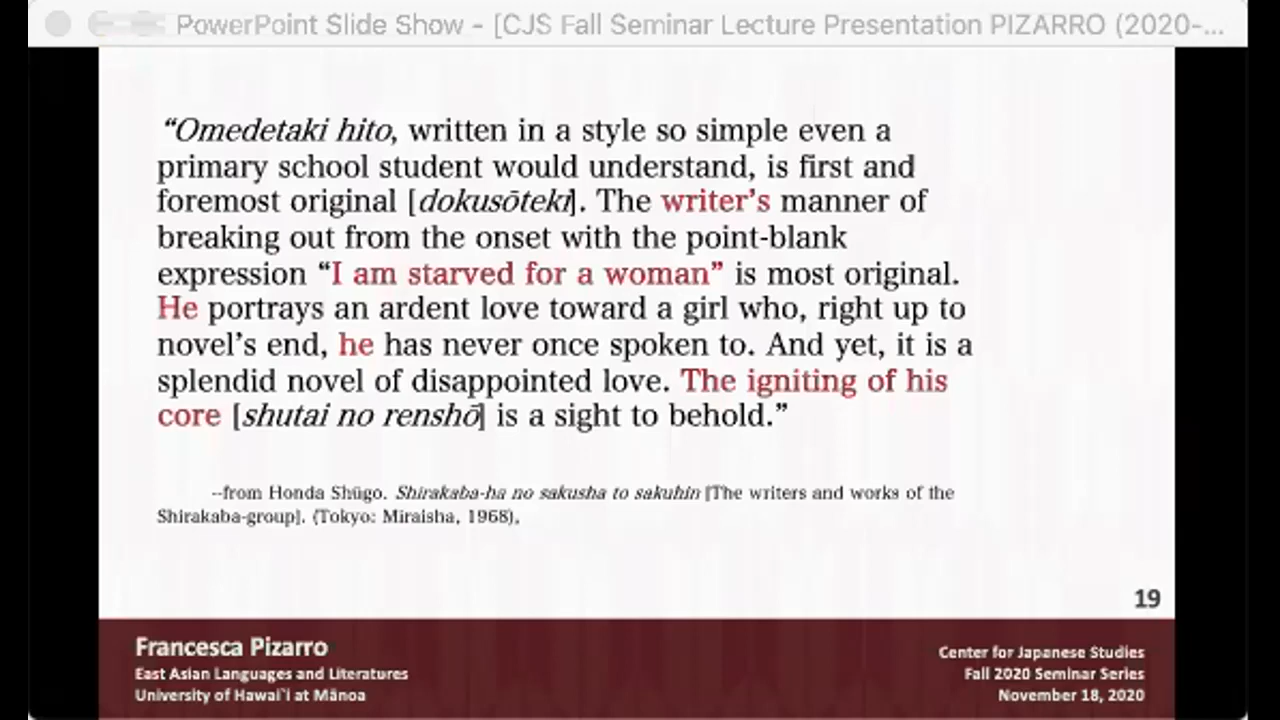 PowerPoint Slide Show - [CJS Fall Seminar Lecture Presentation PIZARRO (2020-...
“Omedetaki hito, written in a style so simple even a
primary school student would understand, is first and
foremost original [dokusōteki]. The writer’s manner of
breaking out from the onset with the point-blank
expression “I am starved for a woman” is most original.
He portrays an ardent love toward a girl who, right up to
novel’s end, he has never once spoken to. And yet, it is a
splendid novel of disappointed love. The igniting of his
core [shutai no renshō] is a sight to behold.”
--from Honda Shūgo. Shirakaba-ha no sakusha to sakuhin [The writers and works of the
Shirakaba-group]. (Tokyo: Miraisha, 1968),
19
Francesca Pizarro
East Asian Languages and Literatures
University of Hawai`i at Mānoa
Center for Japanese Studies
Fall 2020 Seminar Series
November 18, 2020